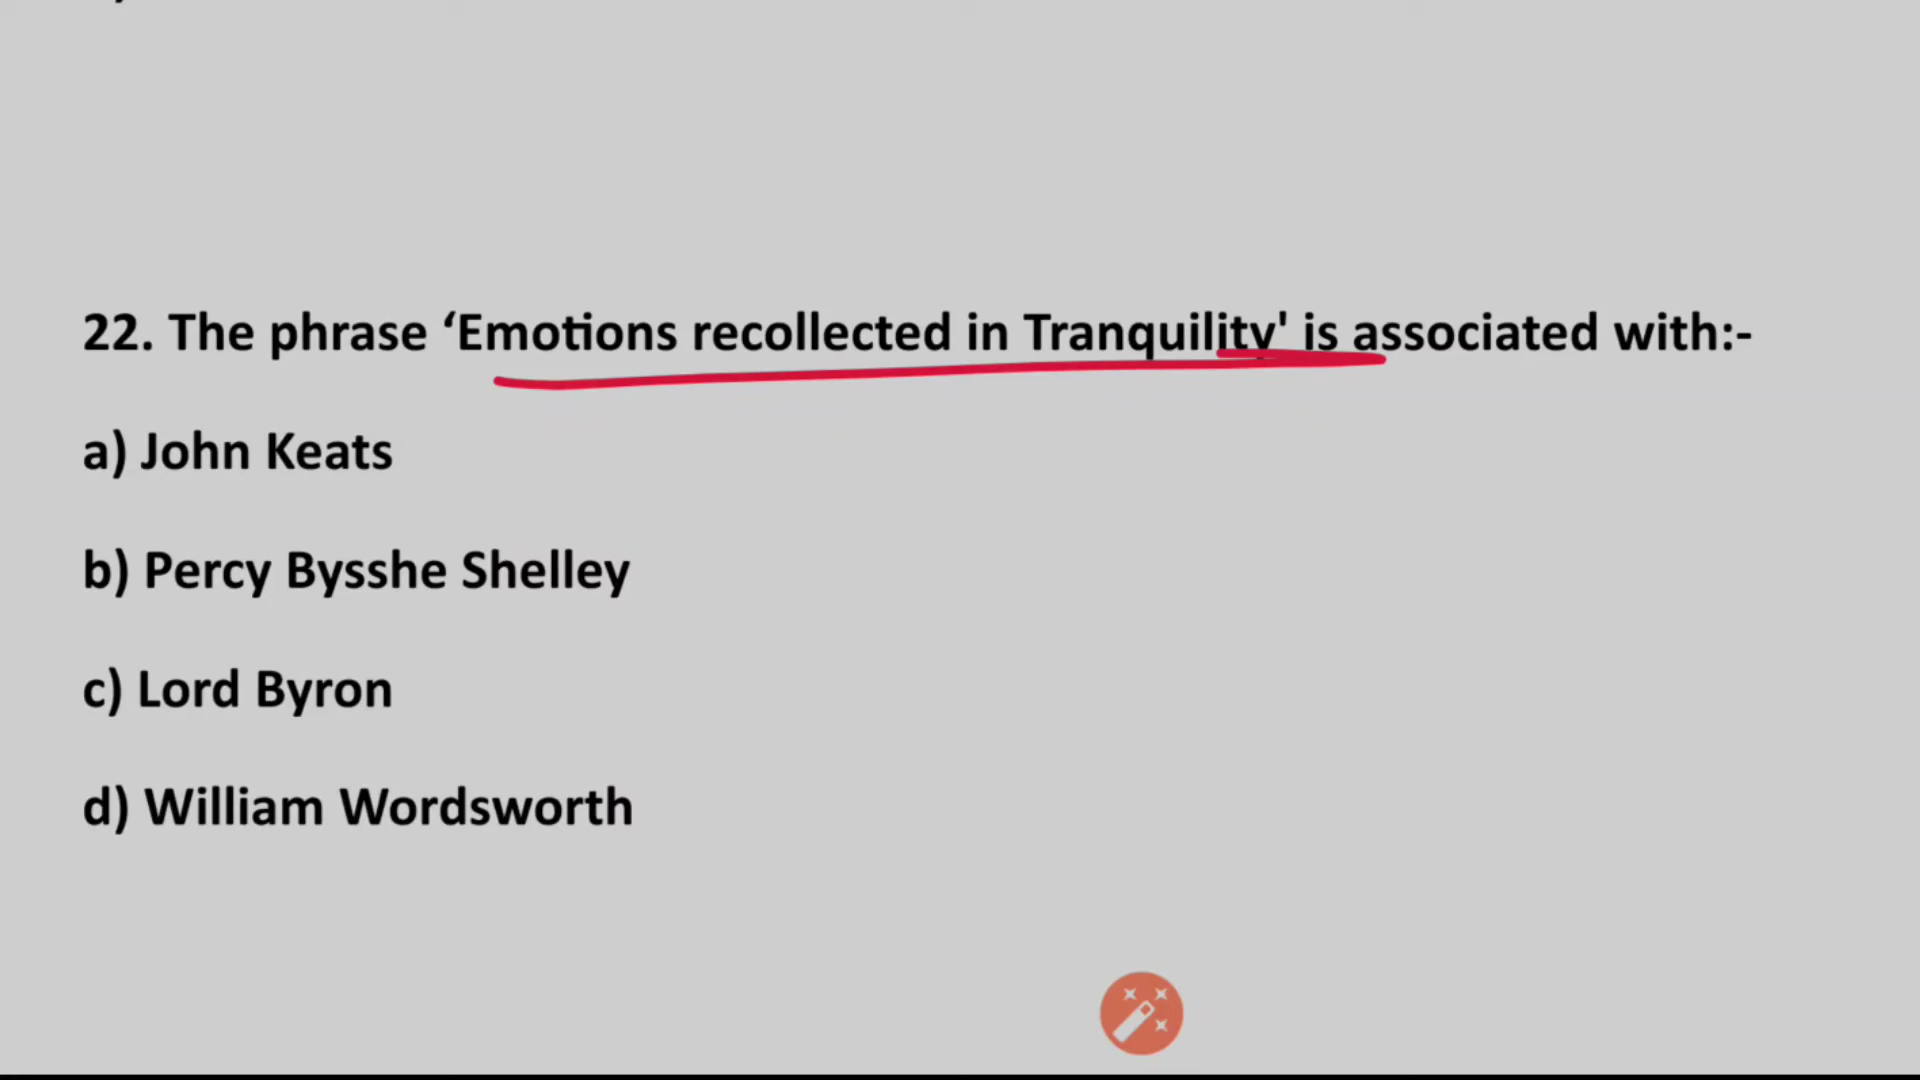 22. The phrase ‘Emotions recollected in Tranquility' is associated with:-
a) John Keats
b) Percy Bysshe Shelley
c) Lord Byron
d) William Wordsworth